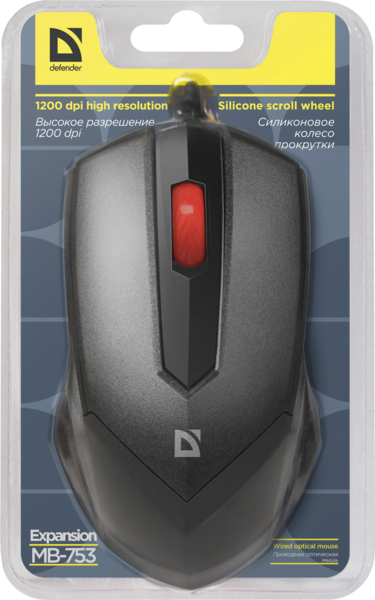 defender
1200 dpi high resolution
Высокое разрешение
1200 dpi
Silicone scroll wheel
Силиконовое
колесо
прокрутки
Expansion
MB-753
Wired optical mouse
Проводная оптическая
мышь